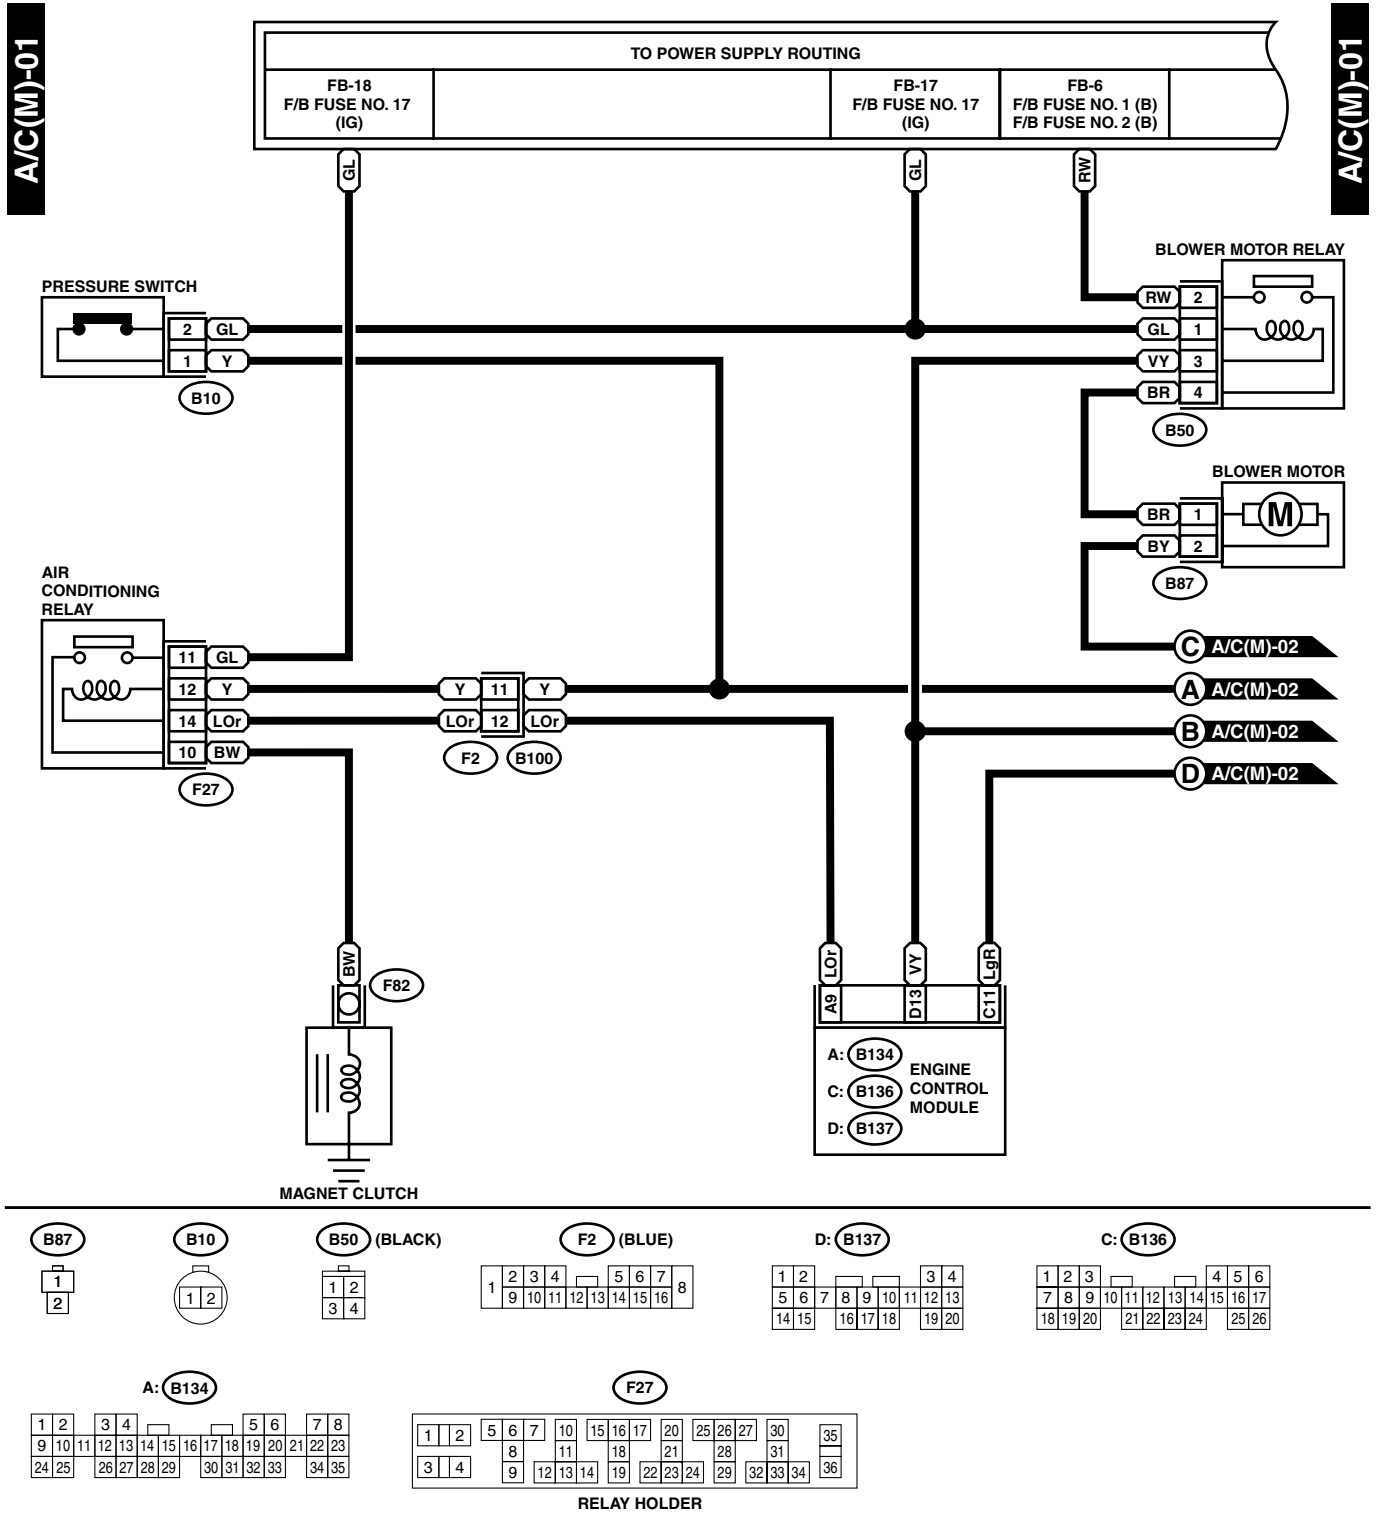 A/C(M)-01
A/C(M)-01
TO POWER SUPPLY ROUTING
FB-18
F/B FUSE NO. 17
(IG)
FB-17
F/B FUSE NO. 17
(IG)
FB-6
F/B FUSE NO. 1 (B)
F/B FUSE NO. 2 (B)
GL
GL
RW
BLOWER MOTOR RELAY
RW 2
GL 1
VY 3
BR 4
B50
PRESSURE SWITCH
2 GL
1 Y
B10
BLOWER MOTOR
M
BR 1
BY 2
B87
AIR
CONDITIONING
RELAY
11 GL
12 Y
14 LOr
10 BW
F27
Y 11 Y
LOr 12 LOr
F2 B100
C A/C(M)-02
A A/C(M)-02
B A/C(M)-02
D A/C(M)-02
BW
F82
MAGNET CLUTCH
LOr VY LgR
A9 D13 C11
A: B134
C: B136
D: B137
ENGINE
CONTROL
MODULE
B87
1
2
B10
1 2
B50 (BLACK)
1 2
3 4
F2 (BLUE)
1 2 3 4 5 6 7 8
9 10 11 12 13 14 15 16
D: B137
1 2 3 4
5 6 7 8 9 10 11 12 13
14 15 16 17 18 19 20
C: B136
1 2 3 4 5 6
7 8 9 10 11 12 13 14 15 16 17
18 19 20 21 22 23 24 25 26
A: B134
1 2 3 4 5 6 7 8
9 10 11 12 13 14 15 16 17 18 19 20 21 22 23
24 25 26 27 28 29 30 31 32 33 34 35
F27
1 2 5 6 7 10 15 16 17 20 25 26 27 30 35
8 11 18 21 28 31
3 4 9 12 13 14 19 22 23 24 29 32 33 34 36
RELAY HOLDER